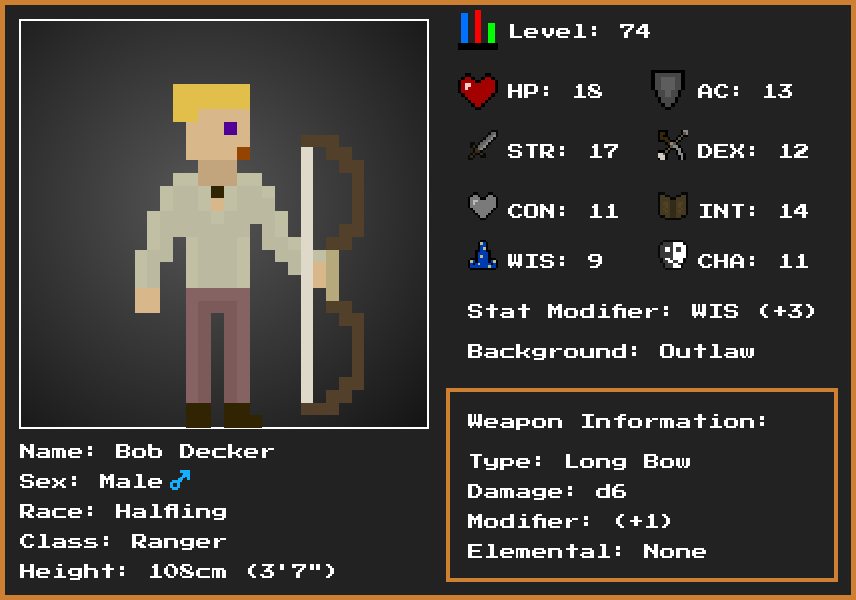 Level: 74
HP: 18
AC: 13
STR: 17
DEX: 12
CON: 11
INT: 14
WIS: 9
CHA: 11
Stat Modifier: WIS (+3)
Background: Outlaw
Weapon Information:
Type: Long Bow
Damage: d6
Modifier: (+1)
Elemental: None
Name: Bob Decker
Sex: Male♂
Race: Halfling
Class: Ranger
Height: 108cm (3'7")